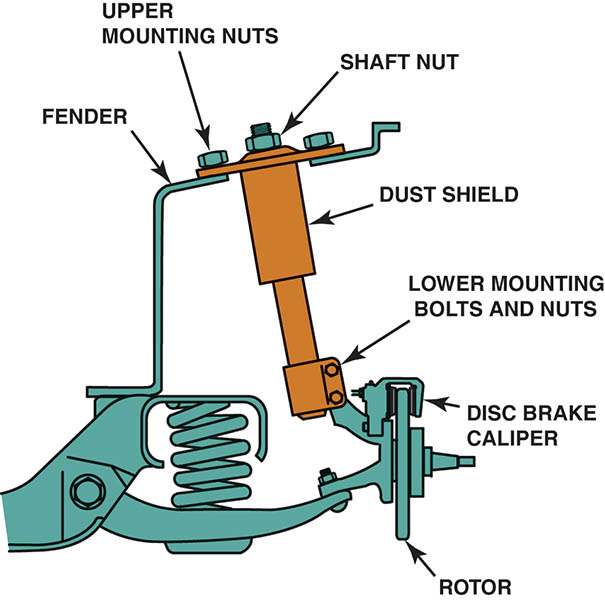 UPPER
MOUNTING NUTS
SHAFT NUT
FENDER
DUST SHIELD
LOWER MOUNTING
BOLTS AND NUTS
DISC BRAKE
CALIPER
ROTOR